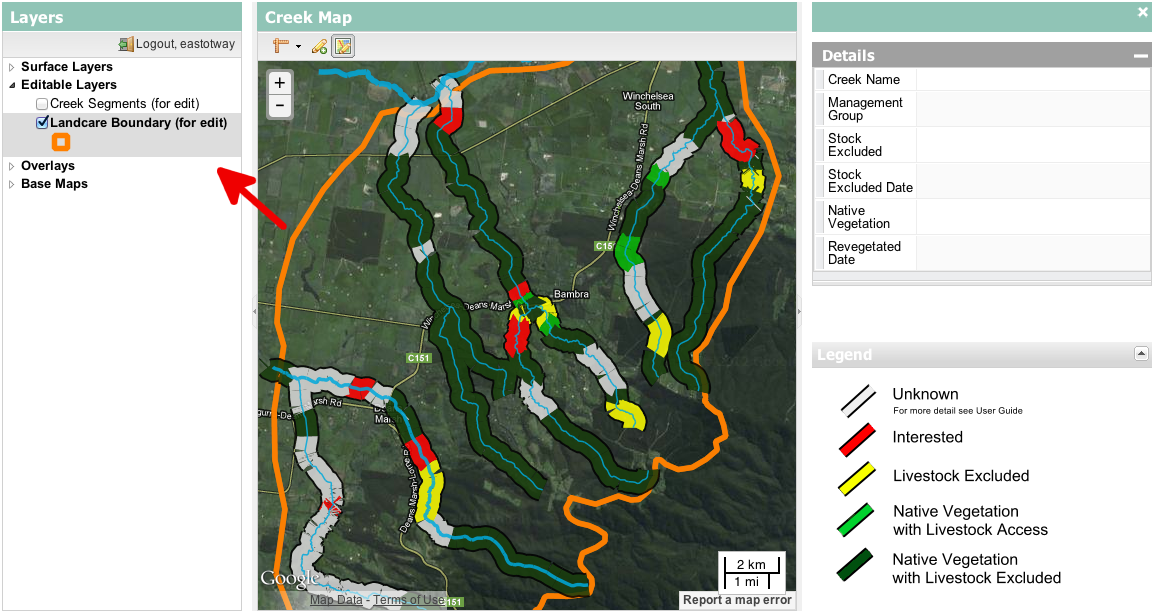 Layers
Logout, eastotway
Surface Layers
Editable Layers
Creek Segments (for edit)
Landcare Boundary (for edit)
Overlays
Base Maps
Creek Map
+
−
Winchelsea
South
Winchelsea-Deans Marsh Rd
C15
Bambra
Deans Marsh
C151
arsh Rd
Deans Marsh-Lorne
Google
Map Data - Terms of Use
151
2 km
1 mi
Report a map error
Details
Creek Name
Management
Group
Stock
Excluded
Stock
Excluded Date
Native
Vegetation
Revegetated
Date
Legend
Unknown
For more detail see User Guide
Interested
Livestock Excluded
Native Vegetation
with Livestock Access
Native Vegetation
with Livestock Excluded